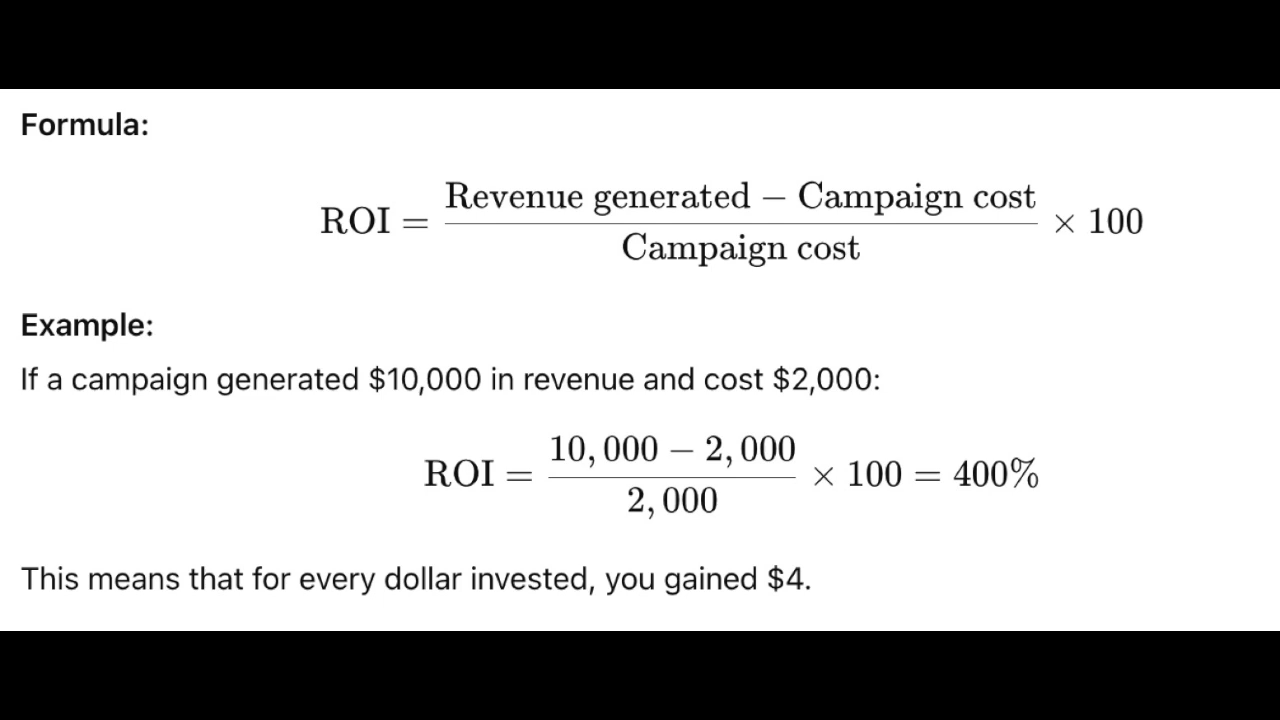 Formula:
ROI = \frac{Revenue generated − Campaign cost}{Campaign cost} × 100
Example:
If a campaign generated $10,000 in revenue and cost $2,000:
ROI = \frac{10,000 − 2,000}{2,000} × 100 = 400%
This means that for every dollar invested, you gained $4.